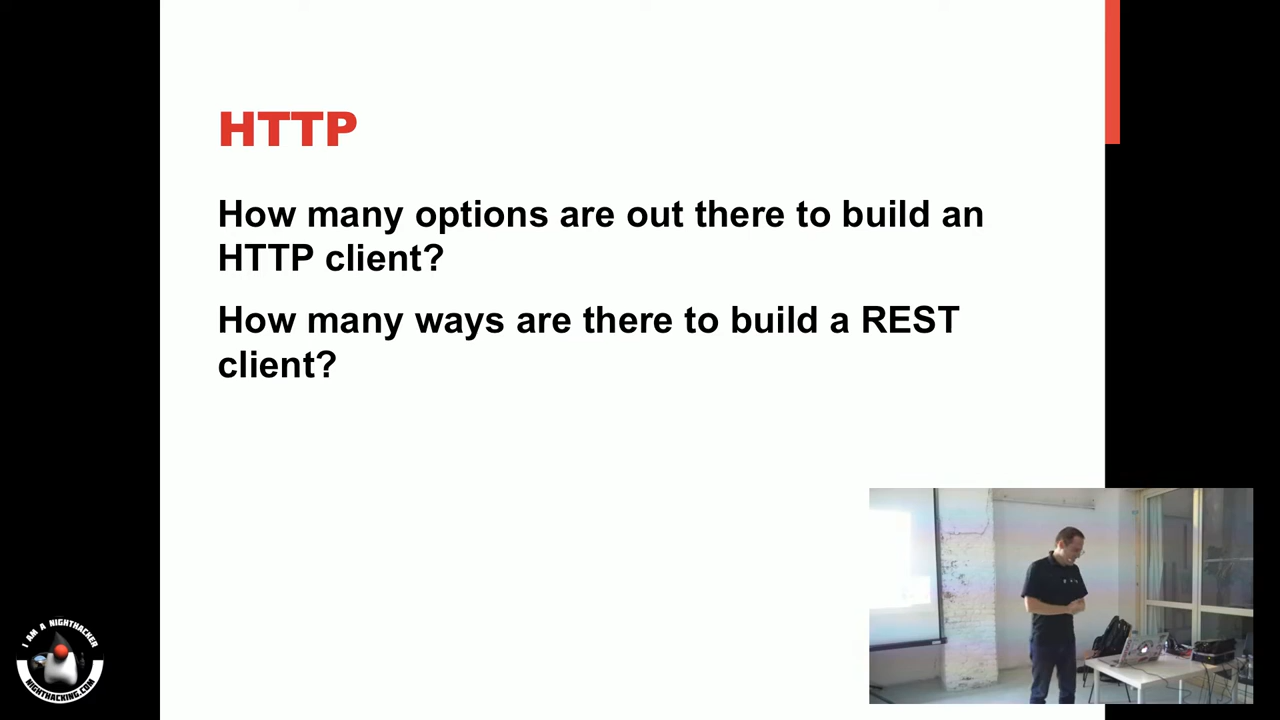 HTTP
How many options are out there to build an
HTTP client?
How many ways are there to build a REST
client?
I AM A NIGHTHACKER
NIGHTHACKING.COM